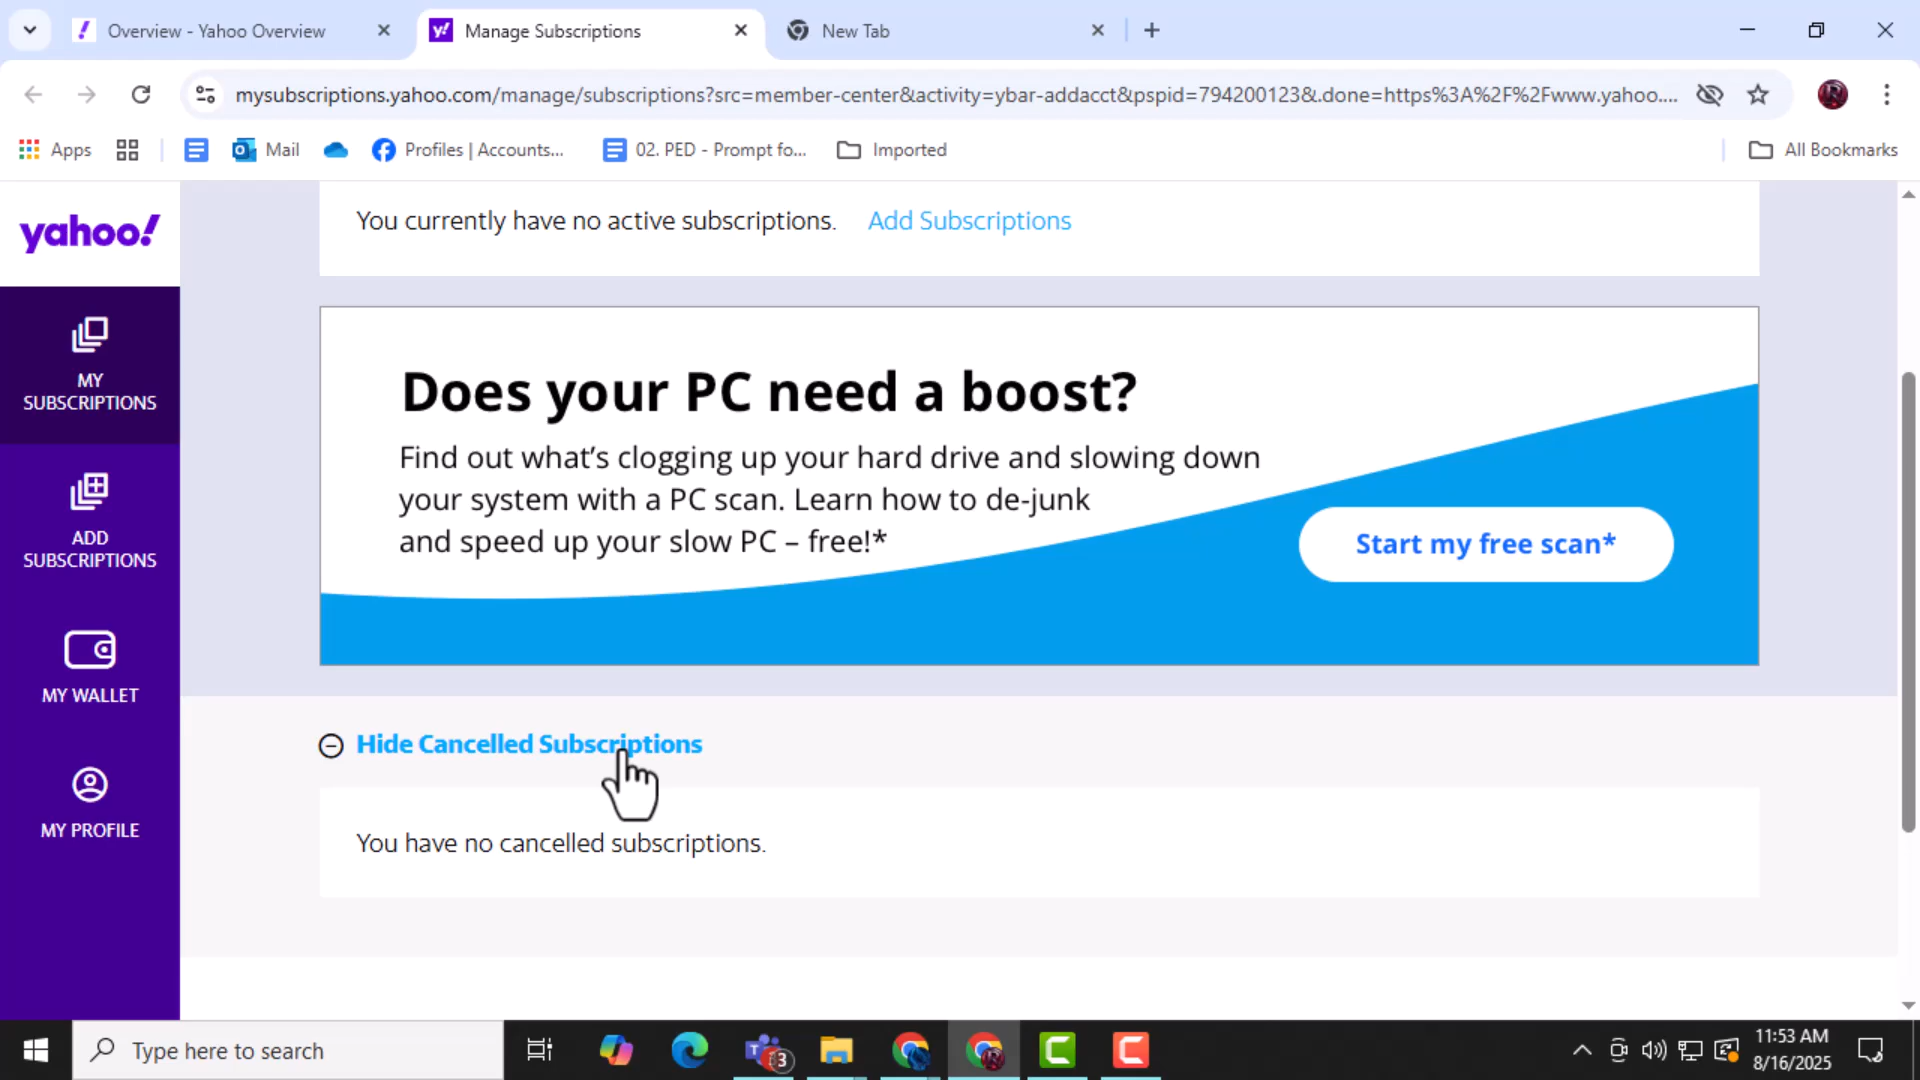 Overview - Yahoo Overview
Manage Subscriptions
New Tab
mysubscriptions.yahoo.com/manage/subscriptions?src=member-center&activity=ybar-addacct&pspid=794200123&.done=https%3A%2F%2Fwww.yahoo....
Apps
Mail
Profiles | Accounts...
02. PED - Prompt fo...
Imported
All Bookmarks
yahoo!
MY
SUBSCRIPTIONS
ADD
SUBSCRIPTIONS
MY WALLET
MY PROFILE
You currently have no active subscriptions. Add Subscriptions
Does your PC need a boost?
Find out what's clogging up your hard drive and slowing down
your system with a PC scan. Learn how to de-junk
and speed up your slow PC – free!*
Start my free scan*
Hide Cancelled Subscriptions
You have no cancelled subscriptions.
Type here to search
3
11:53 AM
8/16/2025